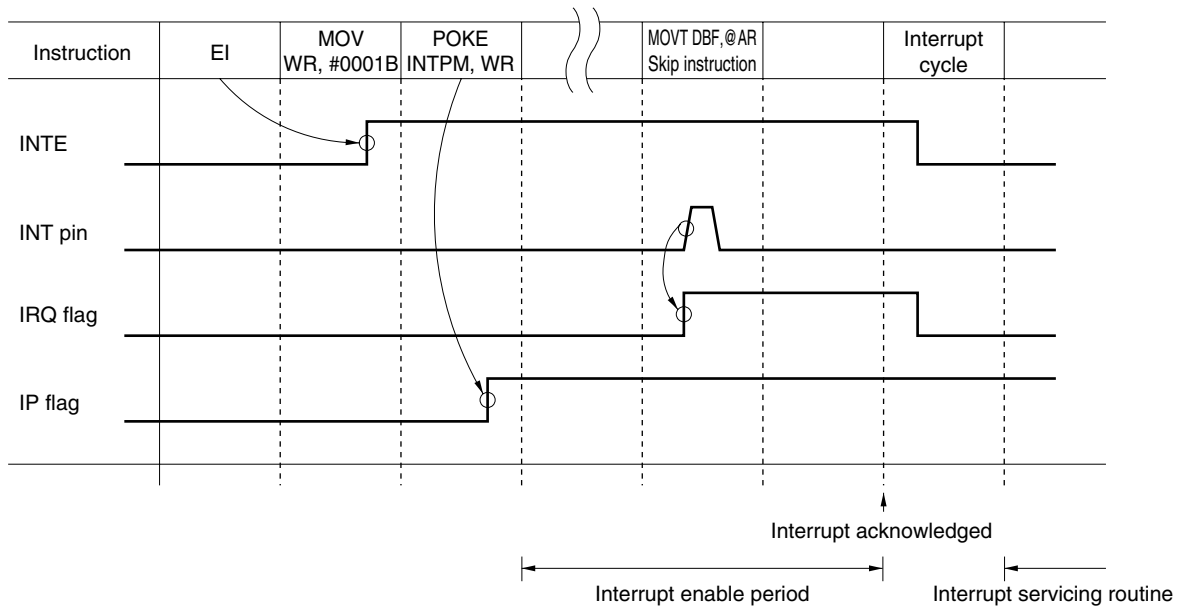 Instruction
EI
MOV
WR, #0001B
POKE
INTPM, WR
MOVT DBF,@AR
Skip instruction
Interrupt
cycle
INTE
INT pin
IRQ flag
IP flag
Interrupt acknowledged
Interrupt enable period
Interrupt servicing routine